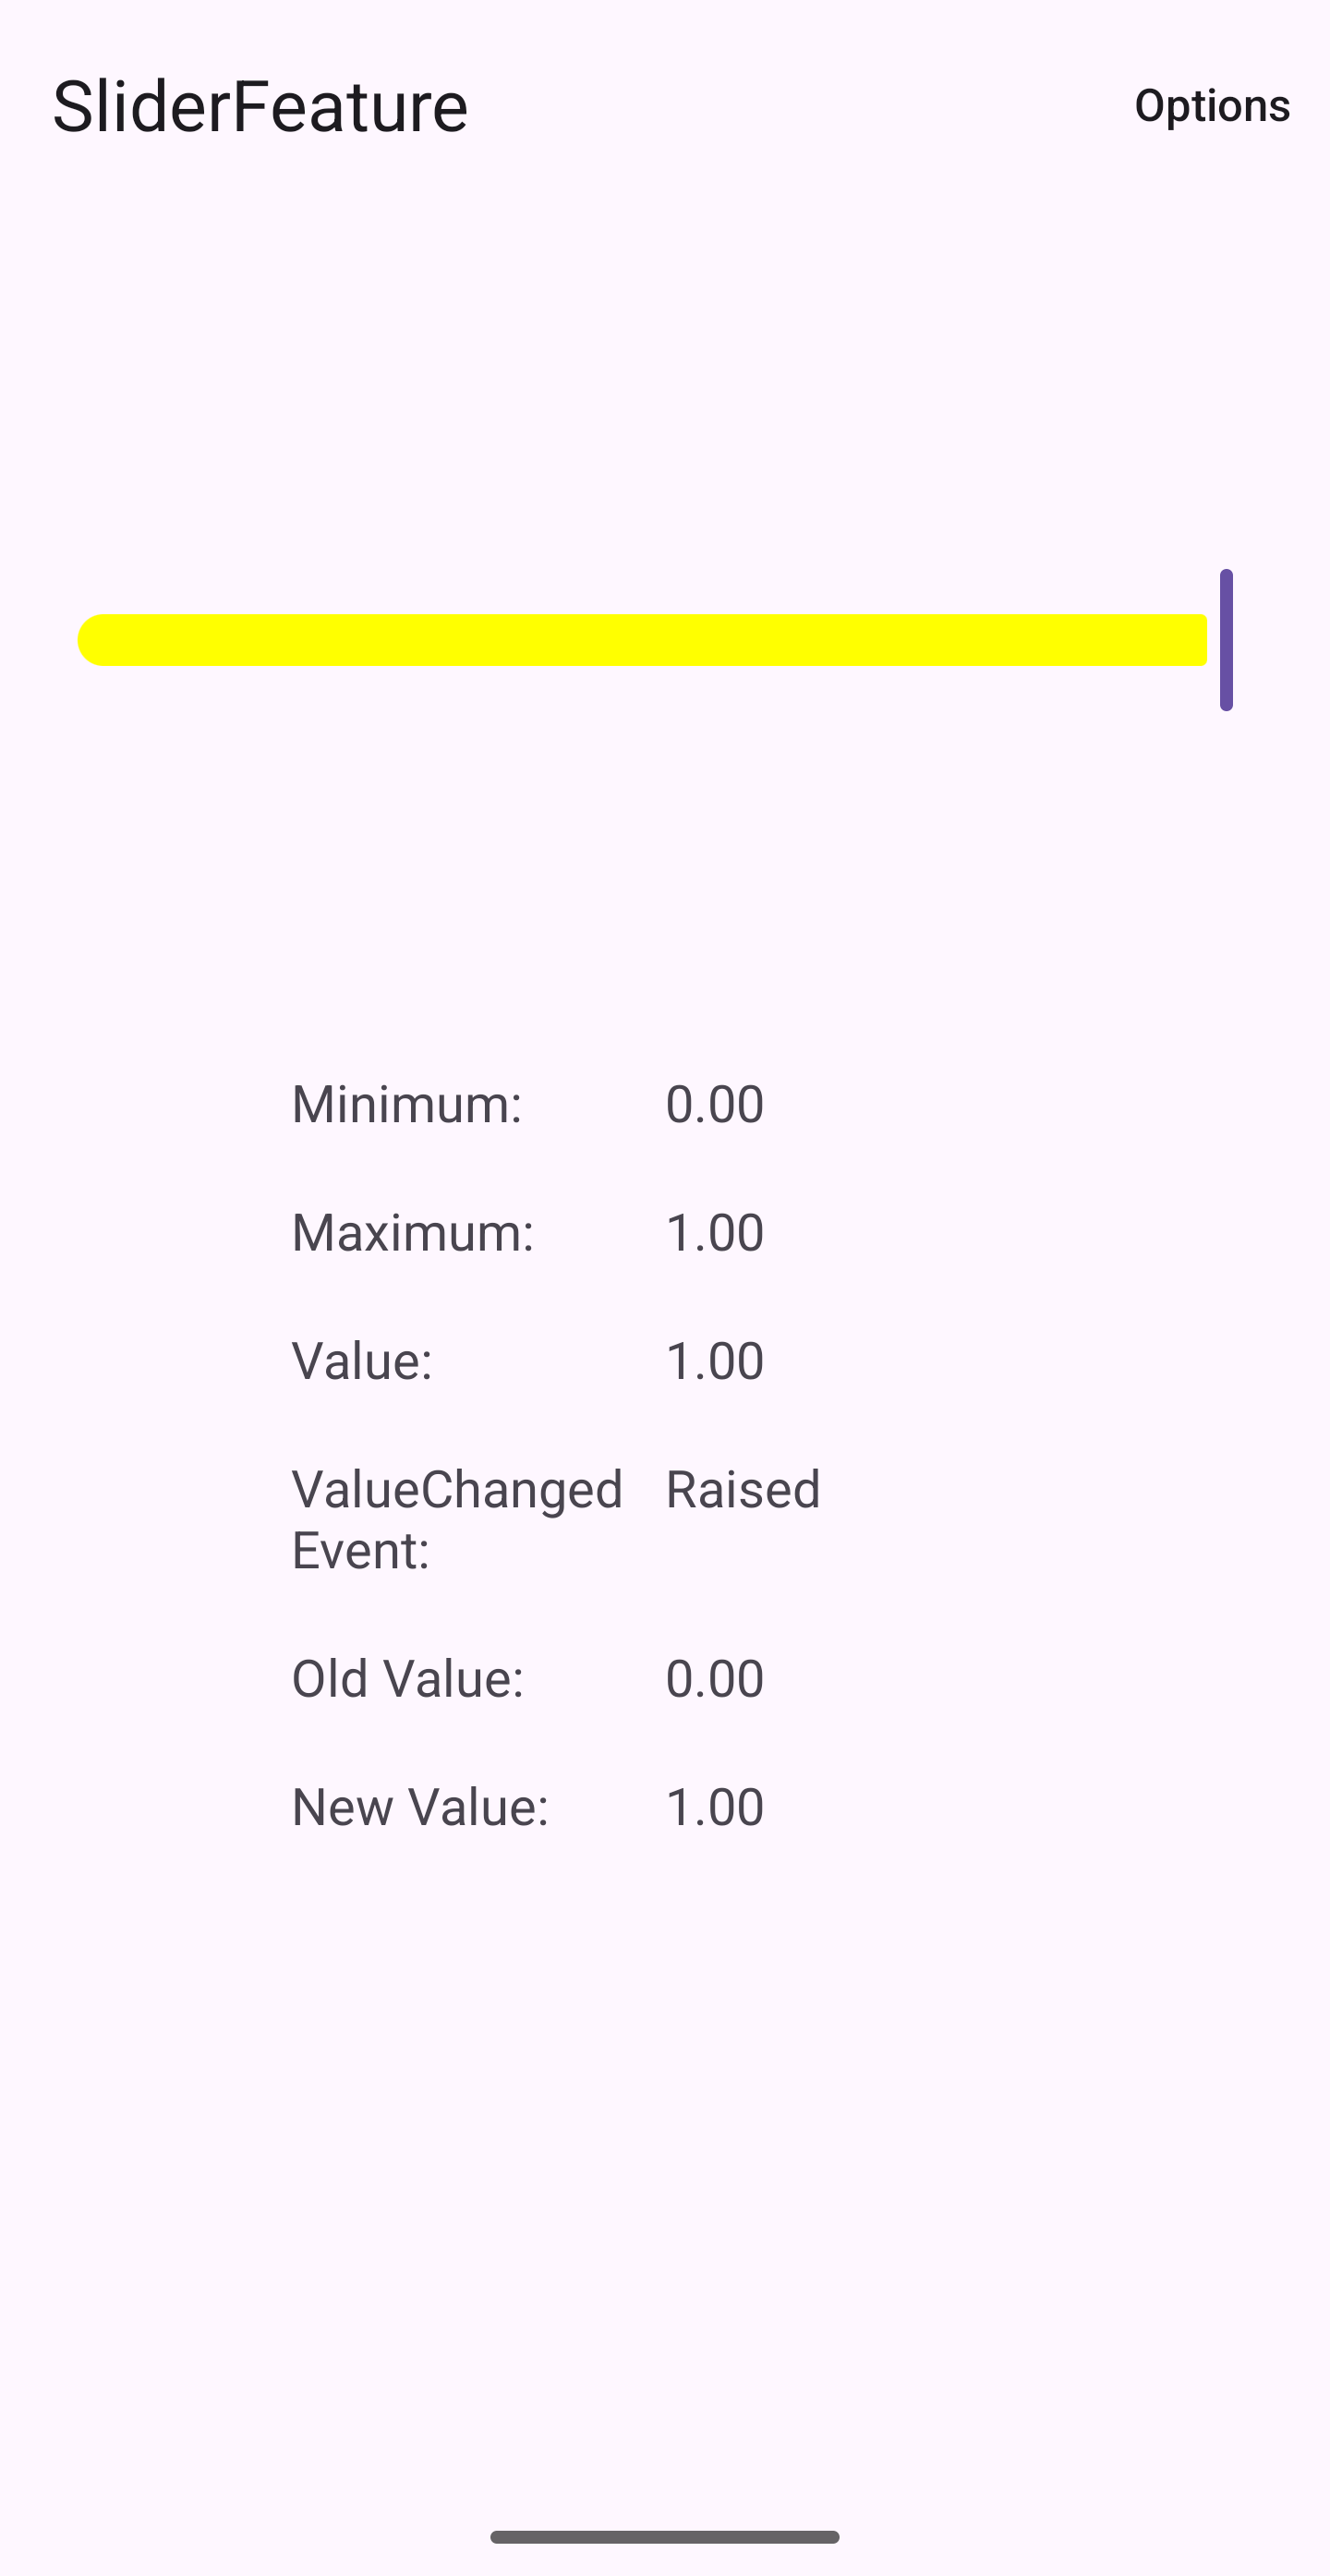 SliderFeature Options
Minimum: 0.00
Maximum: 1.00
Value: 1.00
ValueChanged Raised
Event:
Old Value: 0.00
New Value: 1.00